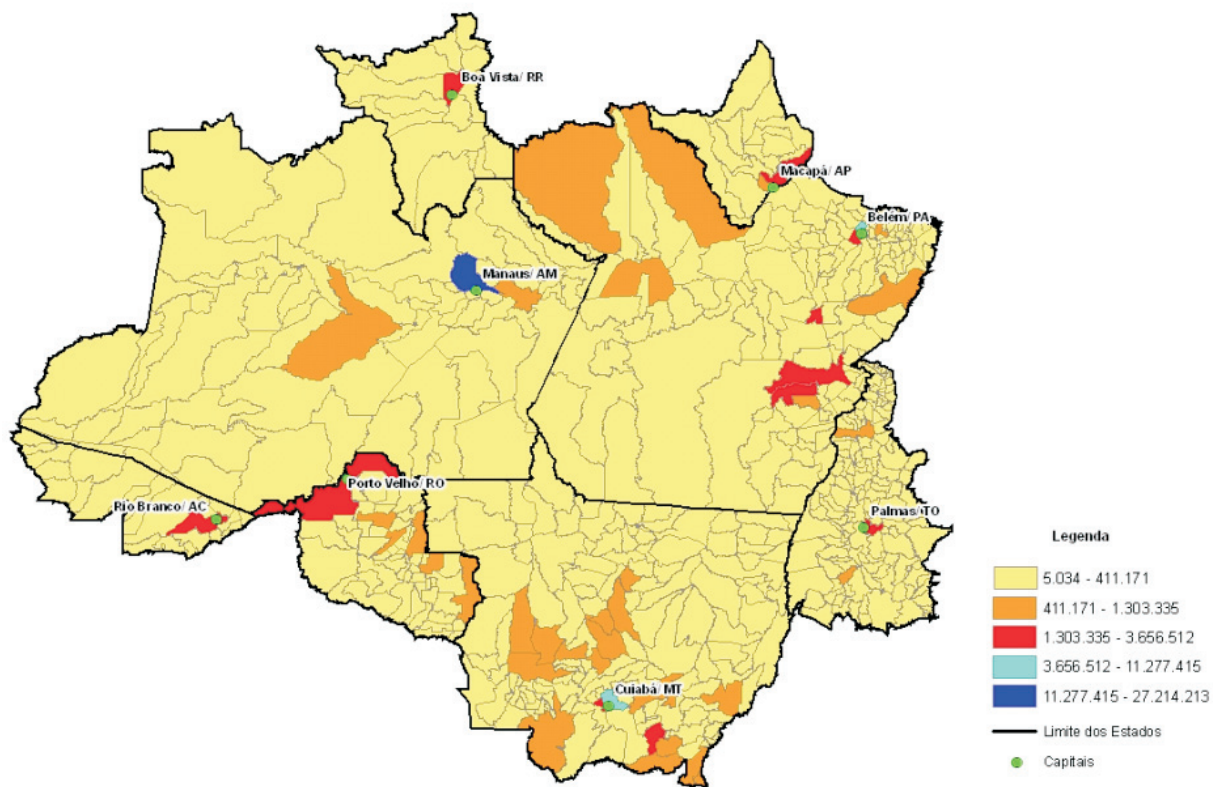 Boa Vista/ RR
Macapá/ AP
Belém/ PA
Manaus/ AM
Porto Velho/ RO
Rio Branco/ AC
Palmas/ TO
Cuiabá/ MT
Legenda
5.034 - 411.171
411.171 - 1.303.335
1.303.335 - 3.656.512
3.656.512 - 11.277.415
11.277.415 - 27.214.213
Limite dos Estados
Capitais